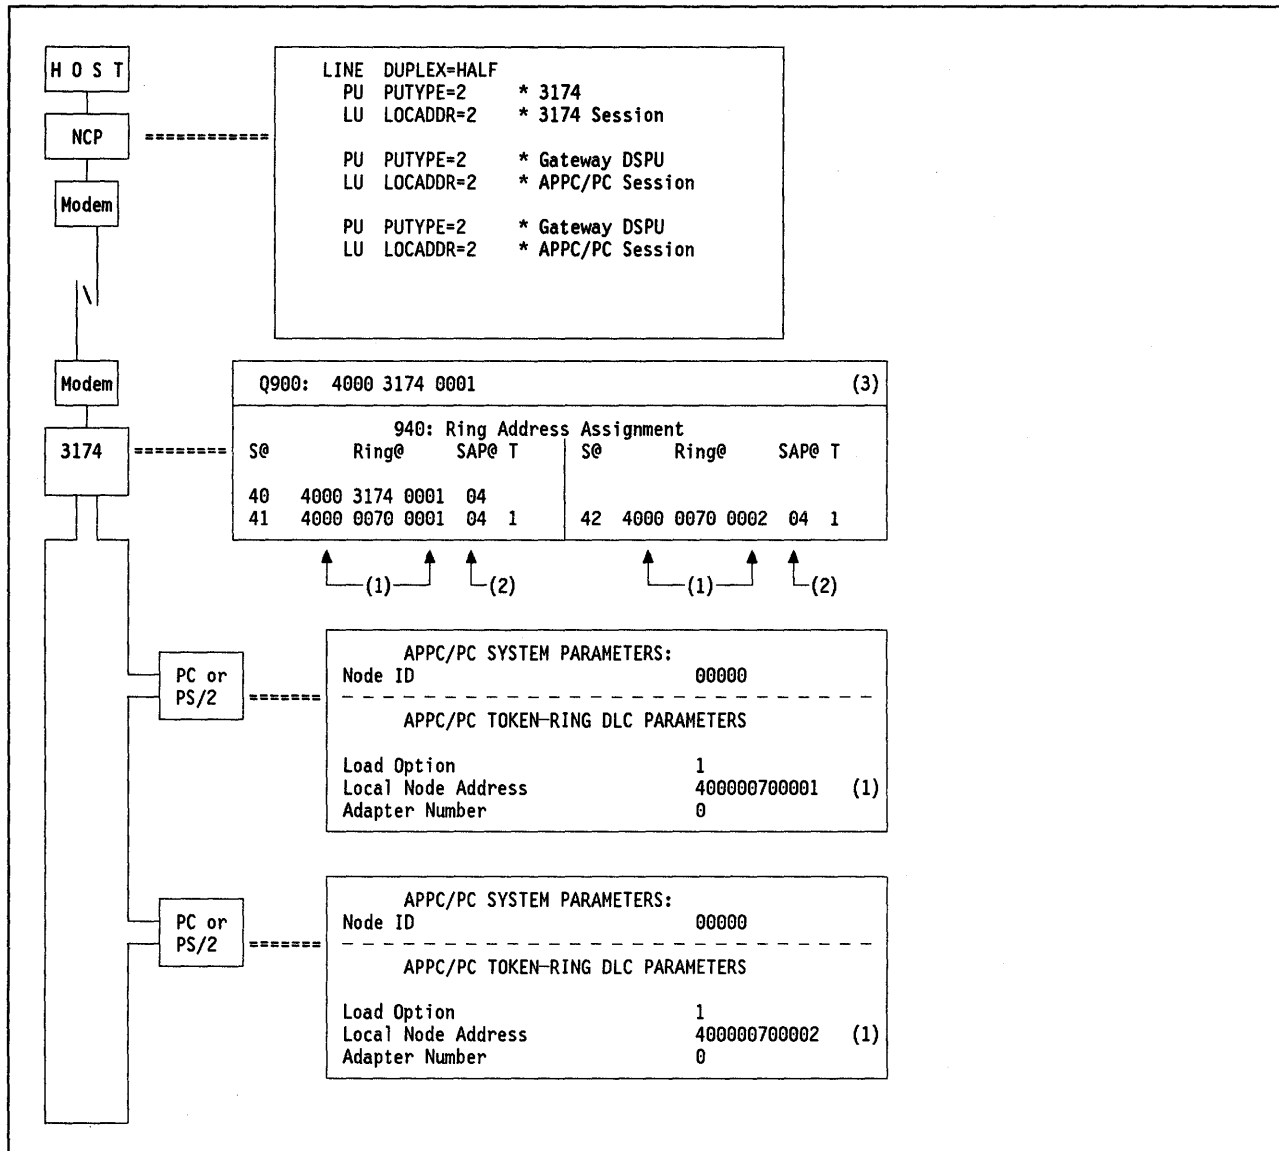 H O S T
NCP
Modem
LINE DUPLEX=HALF
PU PUTYPE=2 * 3174
LU LOCADDR=2 * 3174 Session
PU PUTYPE=2 * Gateway DSPU
LU LOCADDR=2 * APPC/PC Session
PU PUTYPE=2 * Gateway DSPU
LU LOCADDR=2 * APPC/PC Session
Modem
3174
Q900: 4000 3174 0001 (3)
940: Ring Address Assignment
S@ Ring@ SAP@ T S@ Ring@ SAP@ T
40 4000 3174 0001 04
41 4000 0070 0001 04 1 42 4000 0070 0002 04 1
(1) (2) (1) (2)
PC or
PS/2
APPC/PC SYSTEM PARAMETERS:
Node ID 00000
APPC/PC TOKEN-RING DLC PARAMETERS
Load Option 1
Local Node Address 400000700001 (1)
Adapter Number 0
PC or
PS/2
APPC/PC SYSTEM PARAMETERS:
Node ID 00000
APPC/PC TOKEN-RING DLC PARAMETERS
Load Option 1
Local Node Address 400000700002 (1)
Adapter Number 0